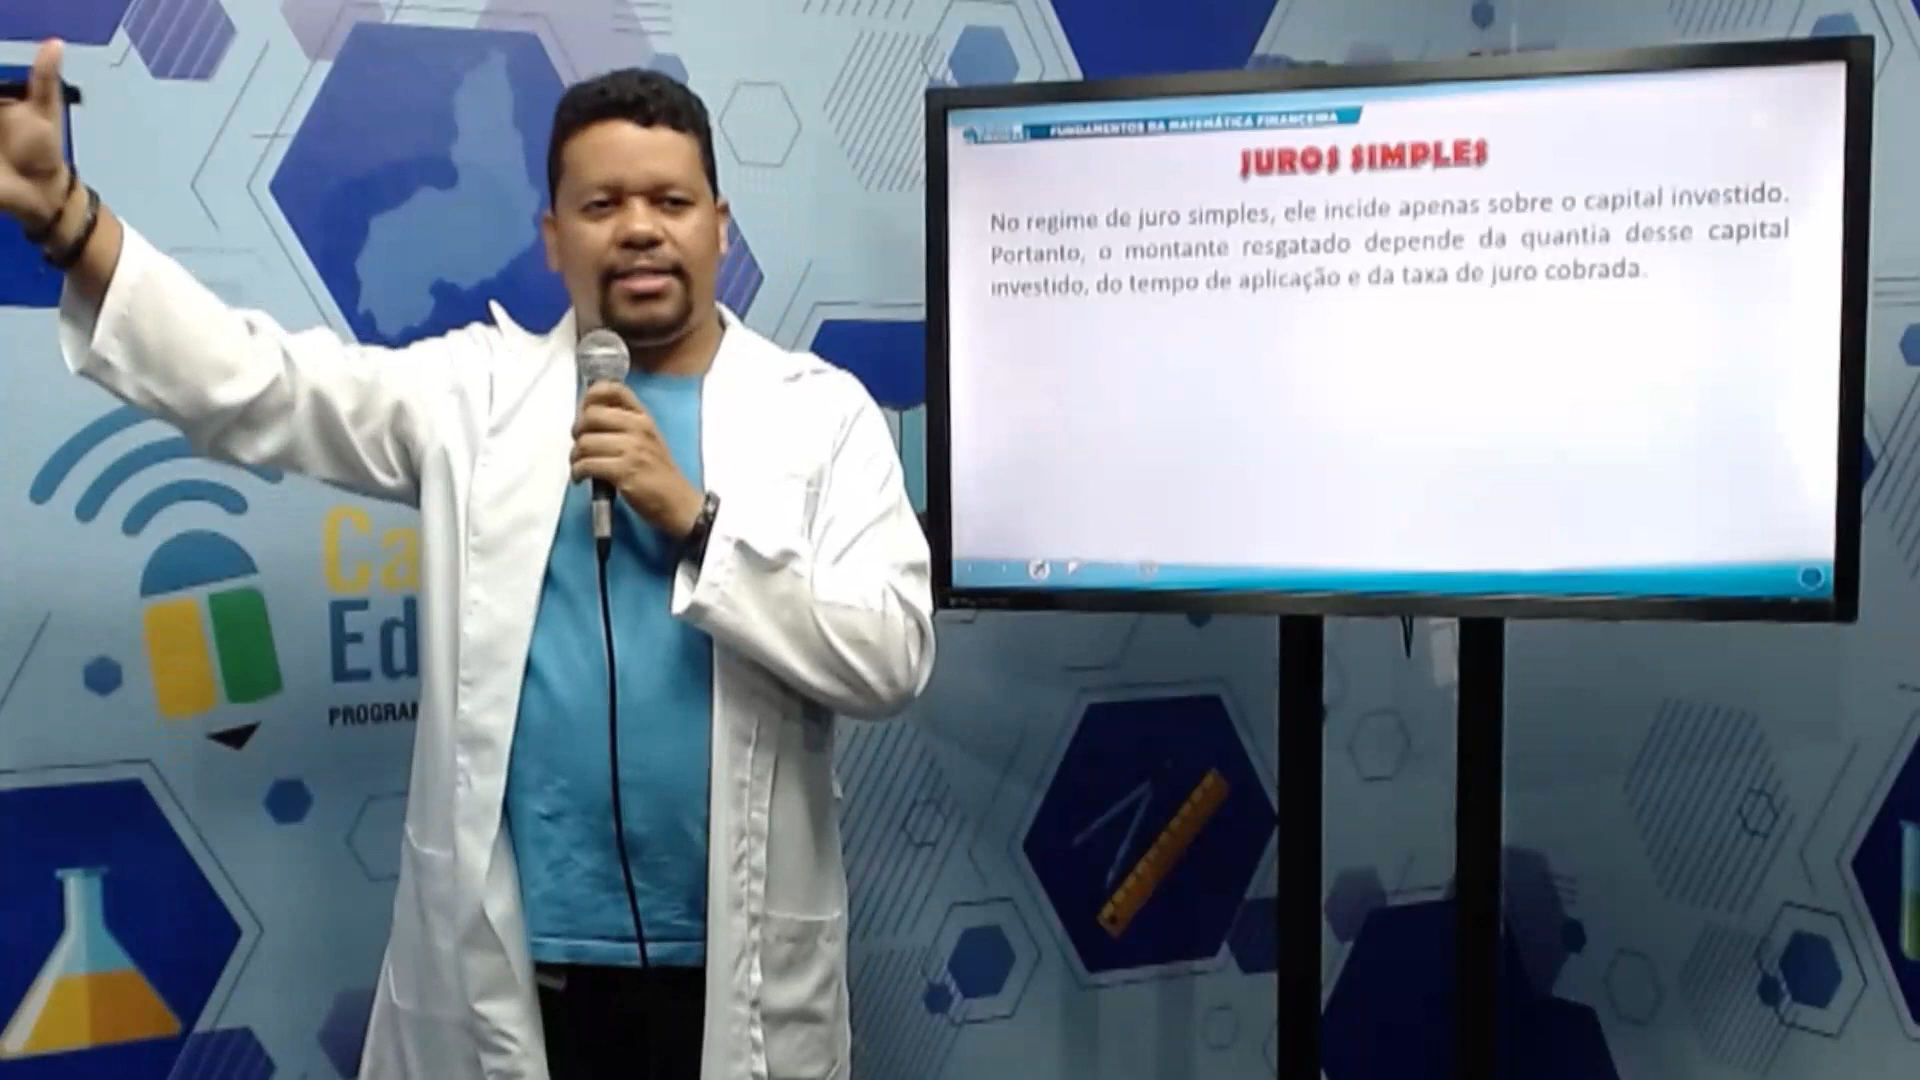 FUNDAMENTOS DA MATEMÁTICA FINANCEIRA
JUROS SIMPLES
No regime de juro simples, ele incide apenas sobre o capital investido.
Portanto, o montante resgatado depende da quantia desse capital
investido, do tempo de aplicação e da taxa de juro cobrada.
Ca
Ed
PROGRAM